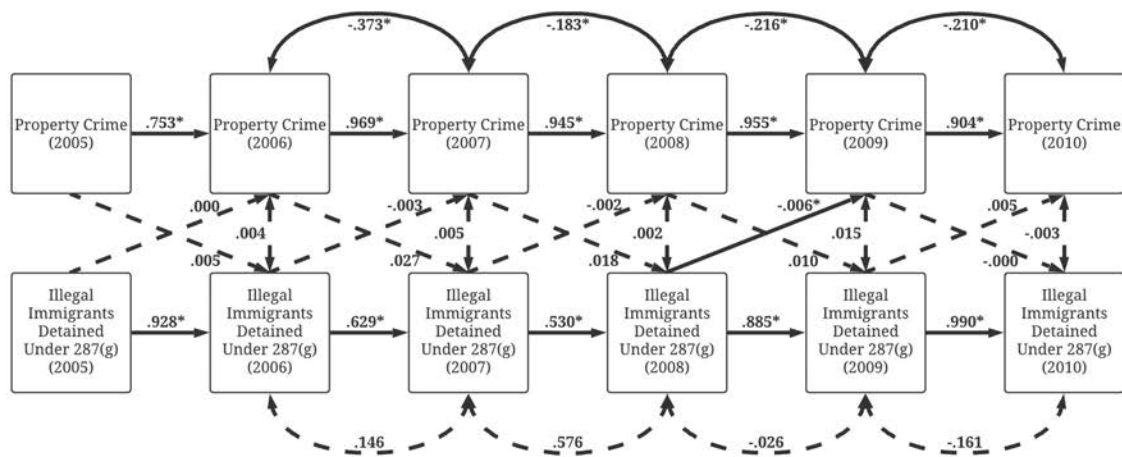 -.373* -.183* -.216* -.210*
Property Crime
(2005)
.753*
Property Crime
(2006)
.969*
Property Crime
(2007)
.945*
Property Crime
(2008)
.955*
Property Crime
(2009)
.904*
Property Crime
(2010)
.000 -.003 -.002 -.006* .005
.004 .005 .002 .015 -.003
.005 .027 .018 .010 -.000
Illegal
Immigrants
Detained
Under 287(g)
(2005)
.928*
Illegal
Immigrants
Detained
Under 287(g)
(2006)
.629*
Illegal
Immigrants
Detained
Under 287(g)
(2007)
.530*
Illegal
Immigrants
Detained
Under 287(g)
(2008)
.885*
Illegal
Immigrants
Detained
Under 287(g)
(2009)
.990*
Illegal
Immigrants
Detained
Under 287(g)
(2010)
.146 .576 -.026 -.161